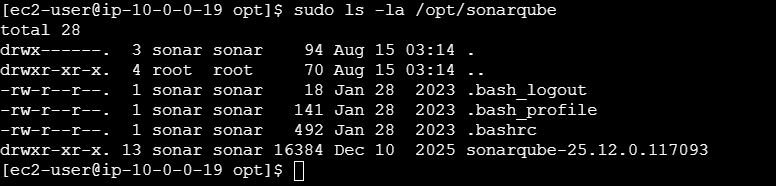 [ec2-user@ip-10-0-0-19 opt]$ sudo ls -la /opt/sonarqube
total 28
drwx------.  3 sonar sonar    94 Aug 15 03:14 .
drwxr-xr-x.  4 root  root     70 Aug 15 03:14 ..
-rw-r--r--.  1 sonar sonar    18 Jan 28  2023 .bash_logout
-rw-r--r--.  1 sonar sonar   141 Jan 28  2023 .bash_profile
-rw-r--r--.  1 sonar sonar   492 Jan 28  2023 .bashrc
drwxr-xr-x. 13 sonar sonar 16384 Dec 10  2025 sonarqube-25.12.0.117093
[ec2-user@ip-10-0-0-19 opt]$